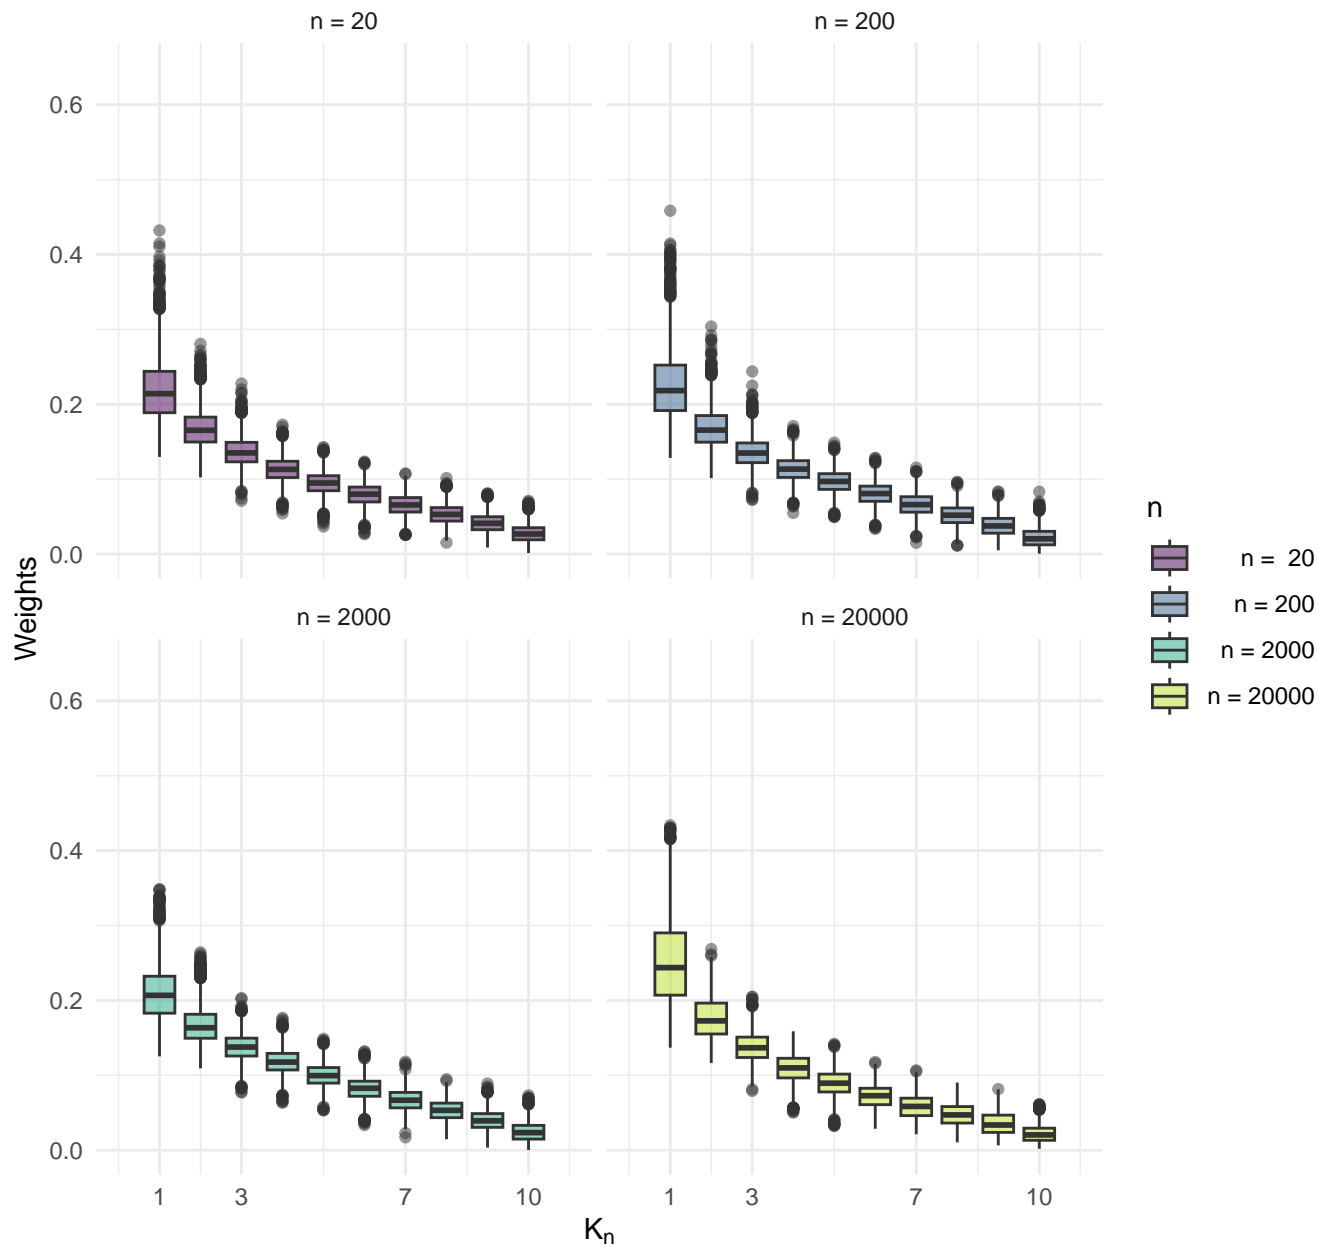 n = 20
n = 200
0.6
0.4
0.2
0.0
n = 2000
n = 20000
0.6
0.4
0.2
0.0
1 3 7 10
1 3 7 10
Weights
Kₙ
n
n = 20
n = 200
n = 2000
n = 20000